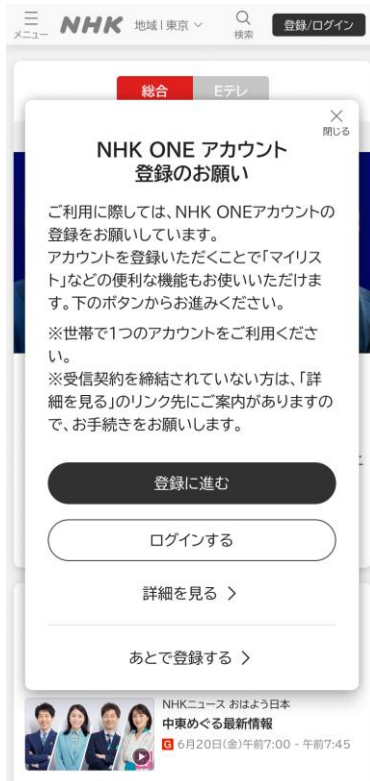 NHK 地域 | 東京
メニュー
検索
登録/ログイン
総合 Eテレ
閉じる
NHK ONE アカウント
登録のお願い
ご利用に際しては、NHK ONEアカウントの
登録をお願いしています。
アカウントを登録いただくことで「マイリス
ト」などの便利な機能もお使いいただけま
す。下のボタンからお進みください。
※世帯で1つのアカウントをご利用くださ
い。
※受信契約を締結されていない方は、「詳
細を見る」のリンク先にご案内がありますの
で、お手続きをお願いします。
登録に進む
ログインする
詳細を見る
あとで登録する
NHKニュース おはよう日本
中東めぐる最新情報
G 6月20日(金)午前7:00 - 午前7:45